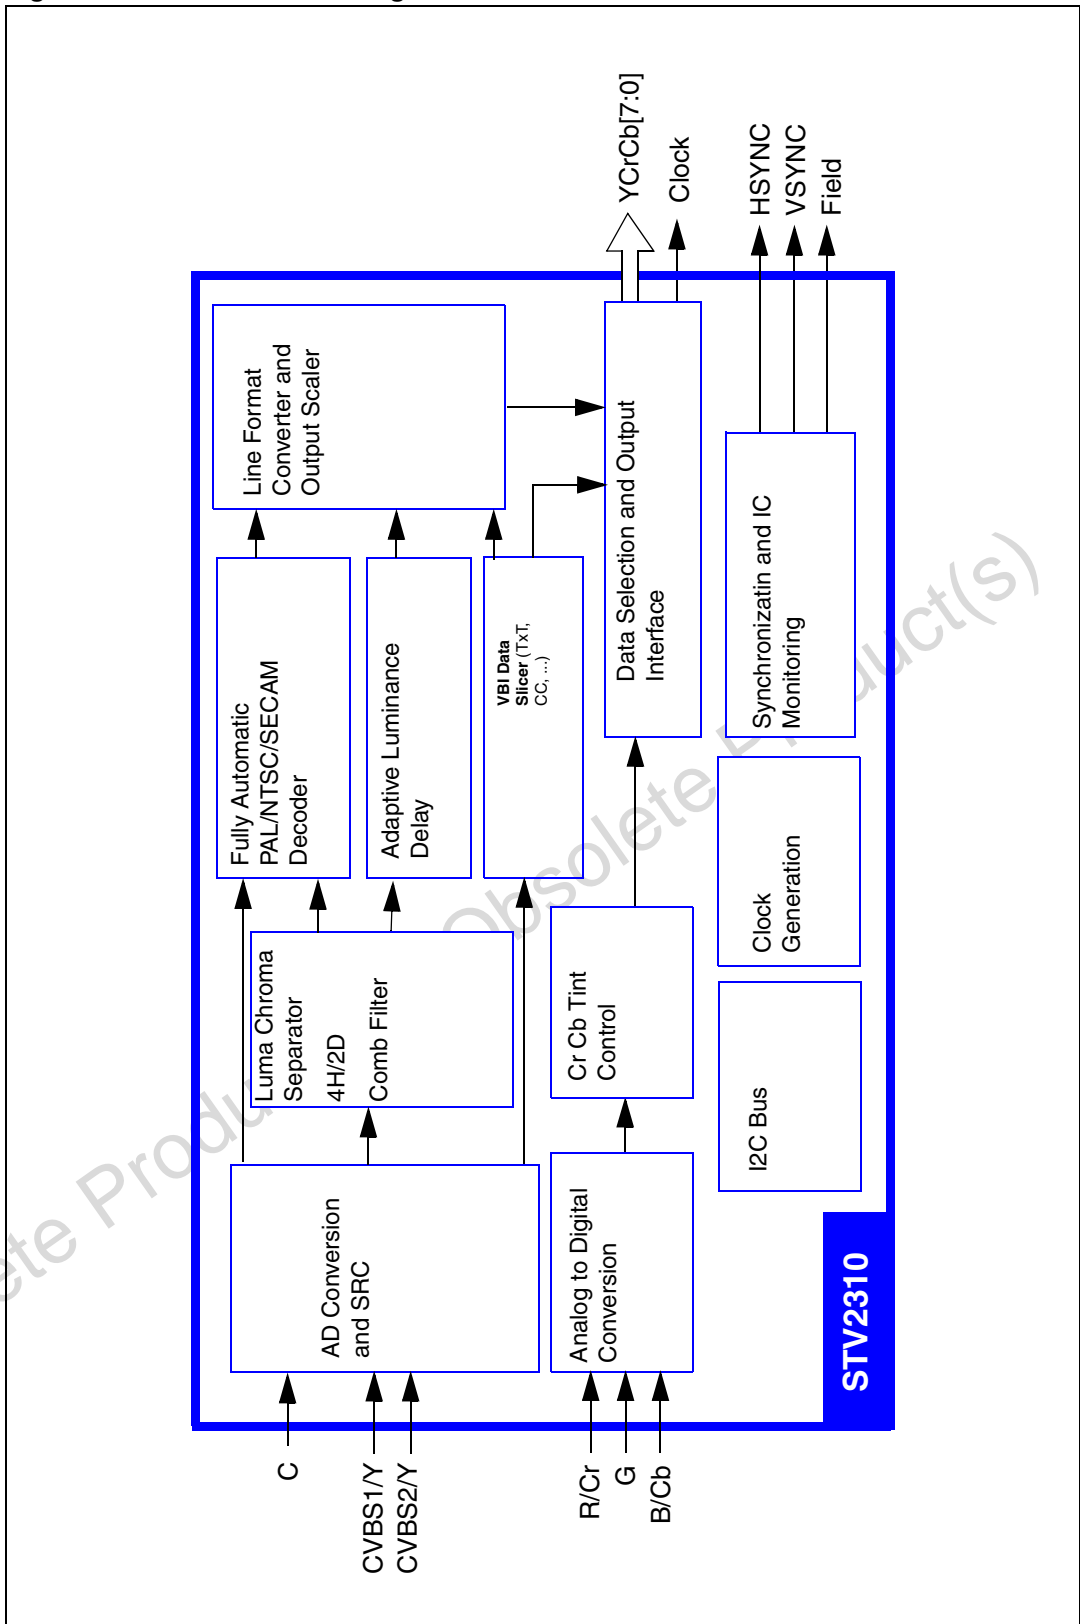 C
CVBS1/Y
CVBS2/Y
R/Cr
G
B/Cb
AD Conversion
and SRC
Analog to Digital
Conversion
Luma Chroma
Separator
4H/2D
Comb Filter
Cr Cb Tint
Control
I2C Bus
Clock
Generation
Fully Automatic
PAL/NTSC/SECAM
Decoder
Adaptive Luminance
Delay
VBI Data
Slicer (TxT,
CC, ...)
Line Format
Converter and
Output Scaler
Data Selection and Output
Interface
Synchronizatin and IC
Monitoring
YCrCb[7:0]
Clock
HSYNC
VSYNC
Field
STV2310
Obsolete